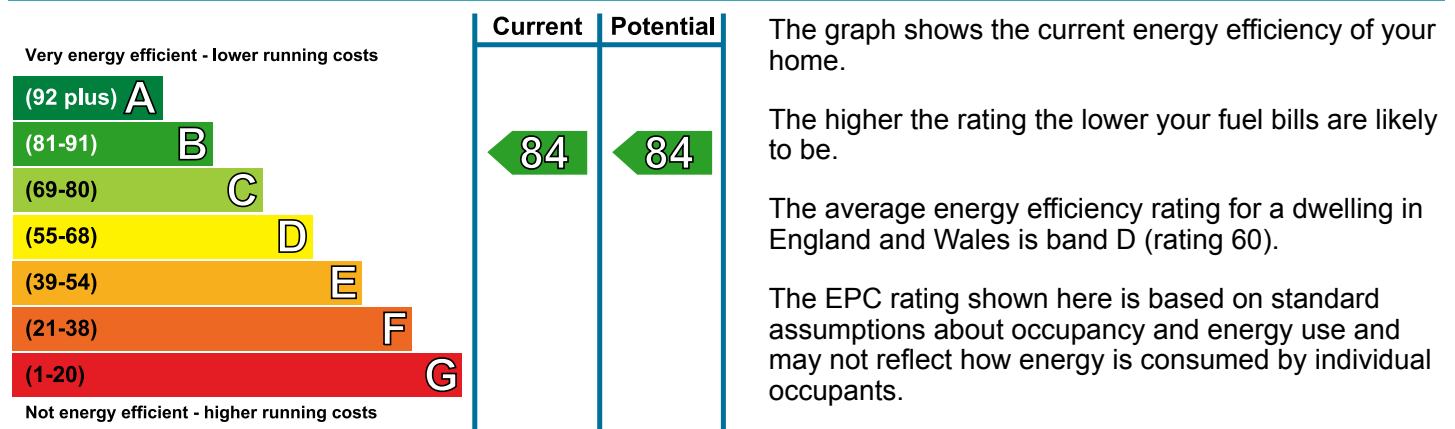 Current Potential
Very energy efficient - lower running costs
(92 plus) A
(81-91) B
84 84
(69-80) C
(55-68) D
(39-54) E
(21-38) F
(1-20) G
Not energy efficient - higher running costs
The graph shows the current energy efficiency of your
home.
The higher the rating the lower your fuel bills are likely
to be.
The average energy efficiency rating for a dwelling in
England and Wales is band D (rating 60).
The EPC rating shown here is based on standard
assumptions about occupancy and energy use and
may not reflect how energy is consumed by individual
occupants.